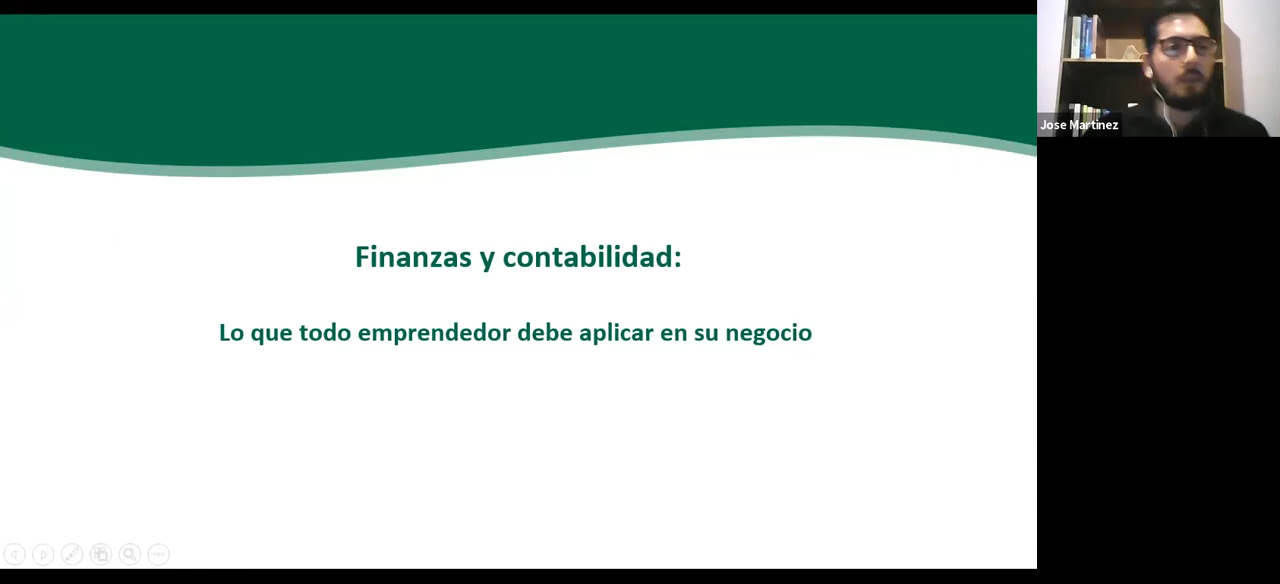 Finanzas y contabilidad:
Lo que todo emprendedor debe aplicar en su negocio
Jose Martinez